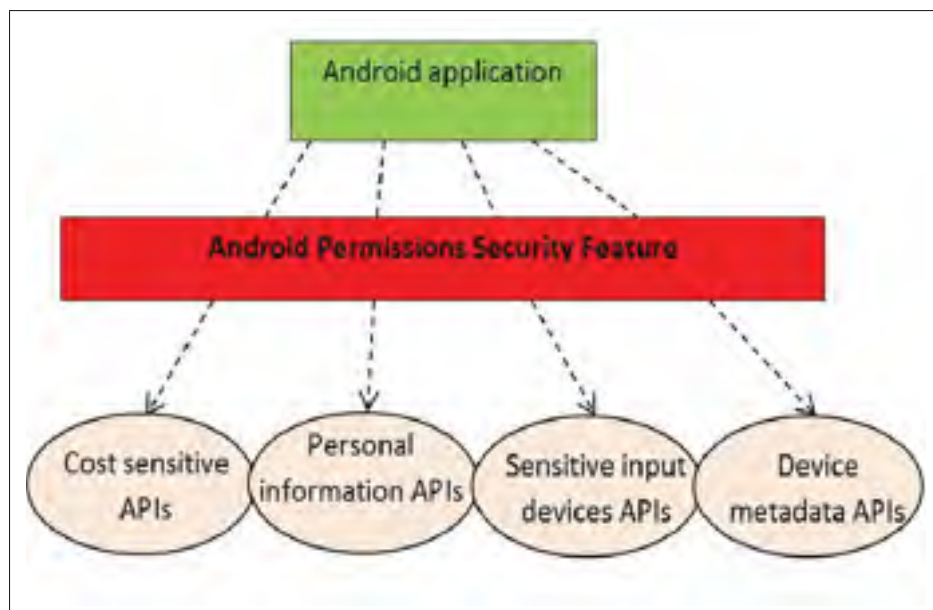 Android application
Android Permissions Security Feature
Cost sensitive
APIs
Personal
information APIs
Sensitive input
devices APIs
Device
metadata APIs